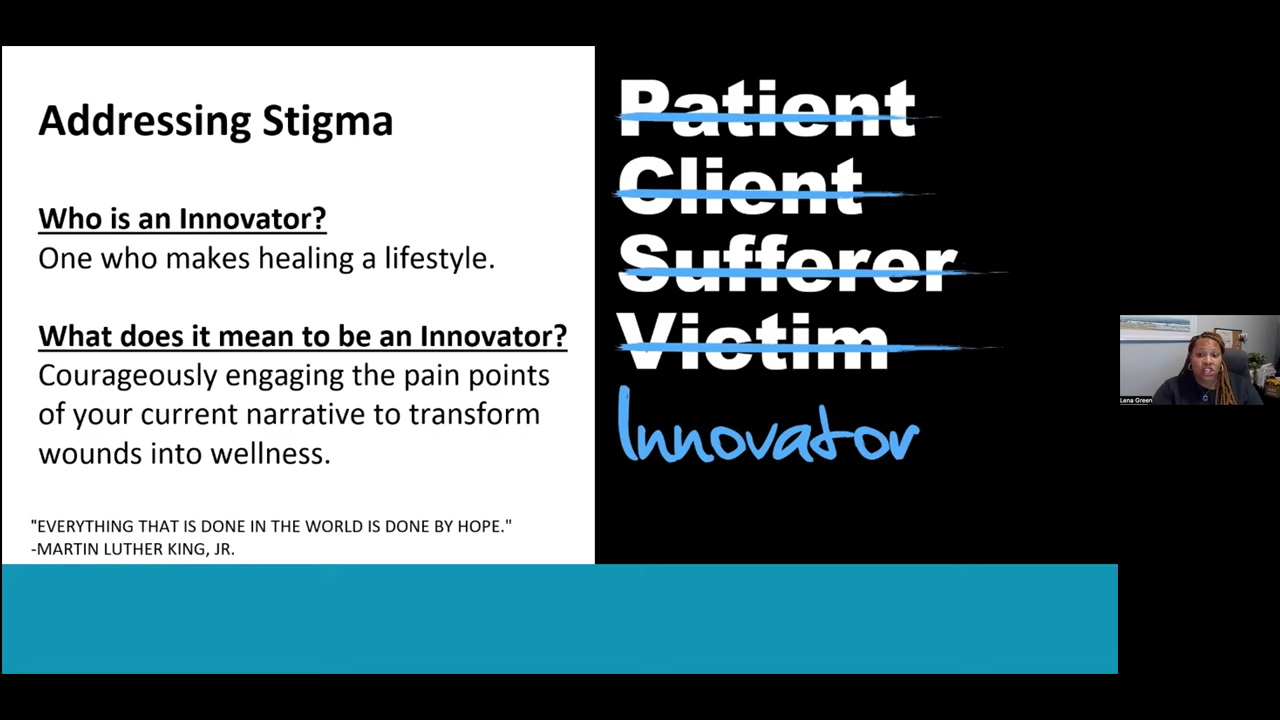 Addressing Stigma
Who is an Innovator?
One who makes healing a lifestyle.
What does it mean to be an Innovator?
Courageously engaging the pain points
of your current narrative to transform
wounds into wellness.
"EVERYTHING THAT IS DONE IN THE WORLD IS DONE BY HOPE."
-MARTIN LUTHER KING, JR.
Patient
Client
Sufferer
Victim
Innovator
Lena Green